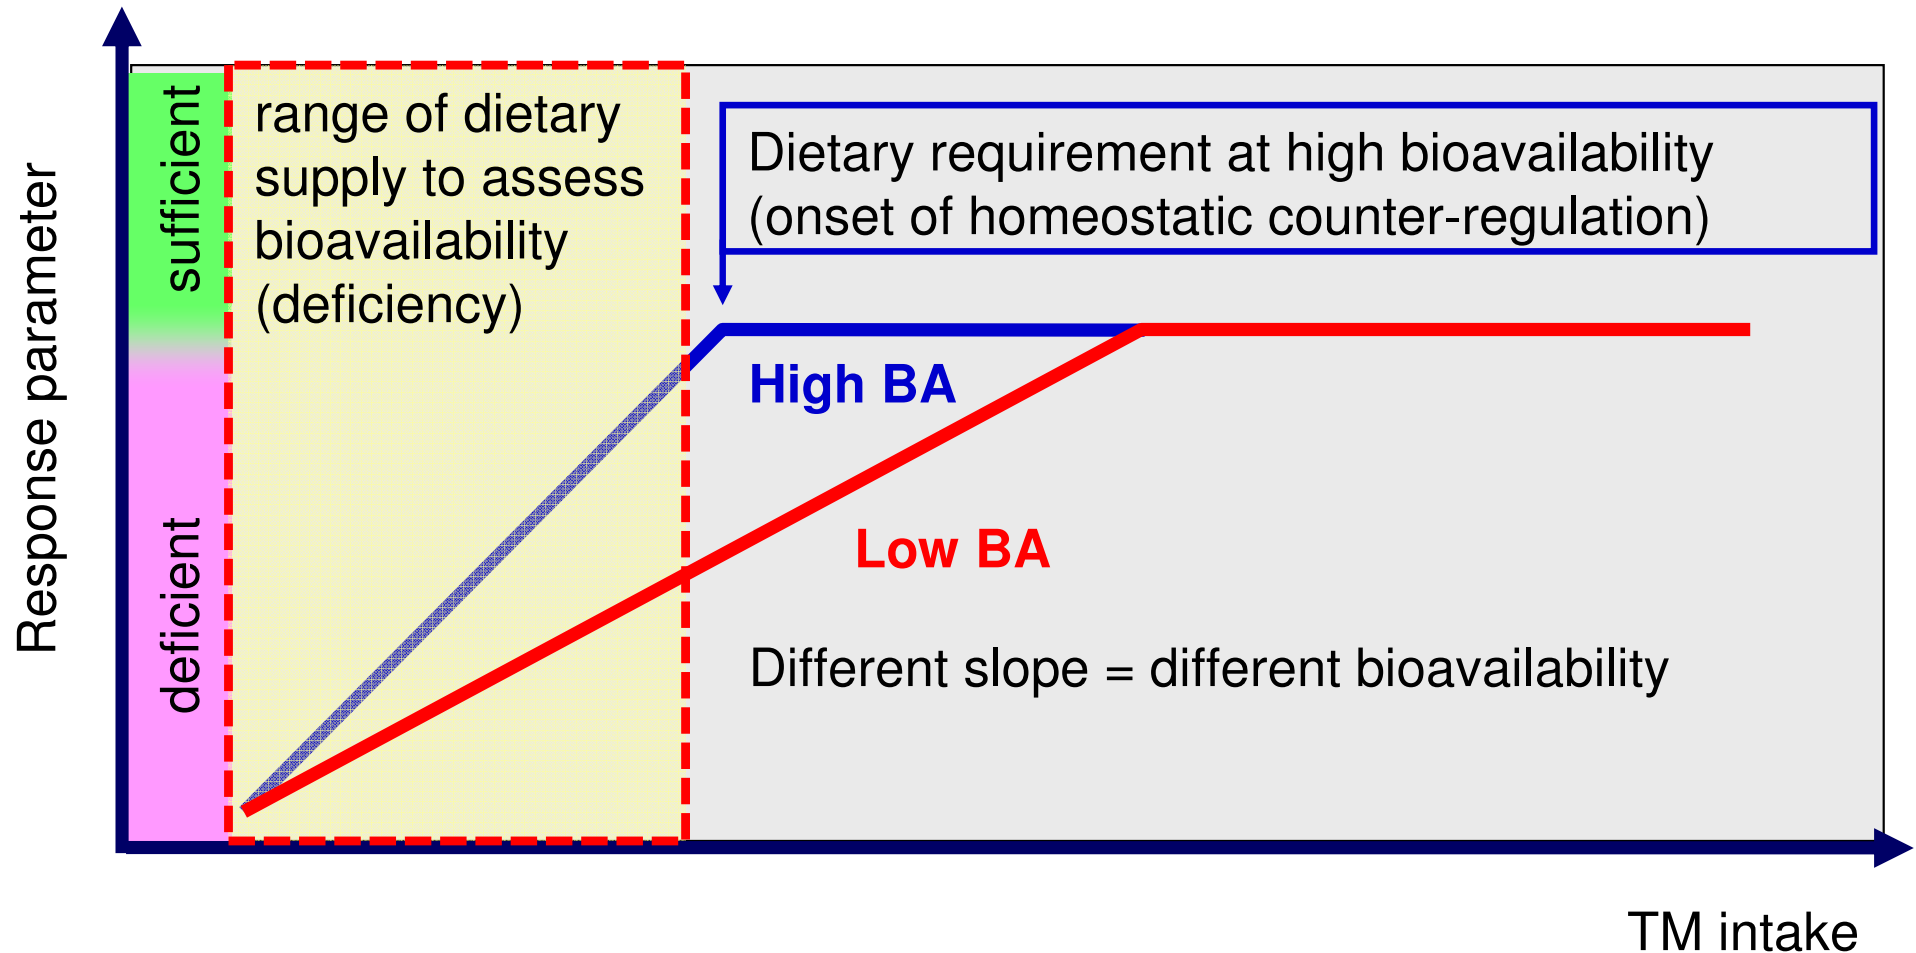 Response parameter
sufficient
deficient
range of dietary
supply to assess
bioavailability
(deficiency)
Dietary requirement at high bioavailability
(onset of homeostatic counter-regulation)
High BA
Low BA
Different slope = different bioavailability
TM intake